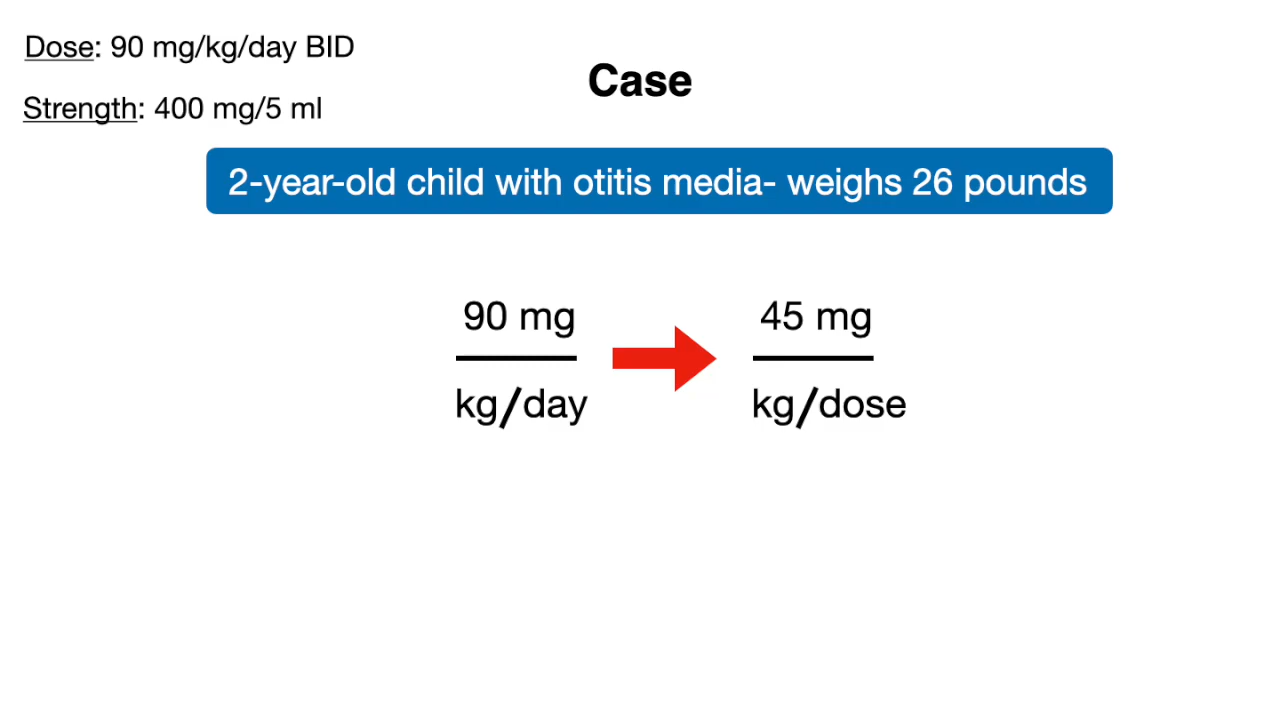 Dose: 90 mg/kg/day BID
Case
Strength: 400 mg/5 ml
2-year-old child with otitis media- weighs 26 pounds
90 mg
45 mg
kg/day
kg/dose